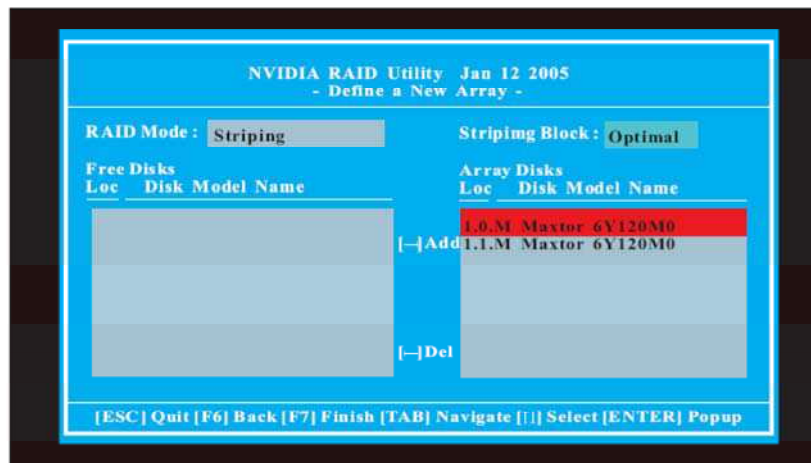 NVIDIA RAID Utility Jan 12 2005
- Define a New Array -
RAID Mode : Striping
Stripimg Block : Optimal
Free Disks
Loc Disk Model Name
Array Disks
Loc Disk Model Name
[—]Add
1.0.M Maxtor 6Y120M0
1.1.M Maxtor 6Y120M0
[—]Del
[ESC] Quit [F6] Back [F7] Finish [TAB] Navigate [↑↓] Select [ENTER] Popup